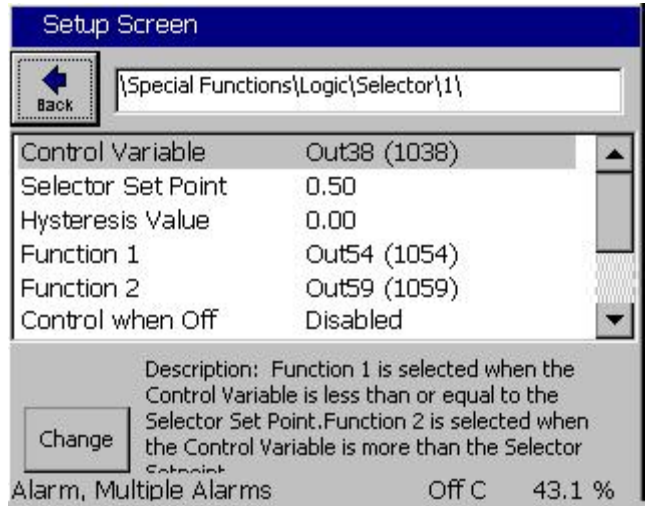 Setup Screen
Back
\Special Functions\Logic\Selector\1\
Control Variable Out38 (1038)
Selector Set Point 0.50
Hysteresis Value 0.00
Function 1 Out54 (1054)
Function 2 Out59 (1059)
Control when Off Disabled
Description: Function 1 is selected when the
Control Variable is less than or equal to the
Selector Set Point.Function 2 is selected when
the Control Variable is more than the Selector
Setpoint
Change
Alarm, Multiple Alarms Off C 43.1 %